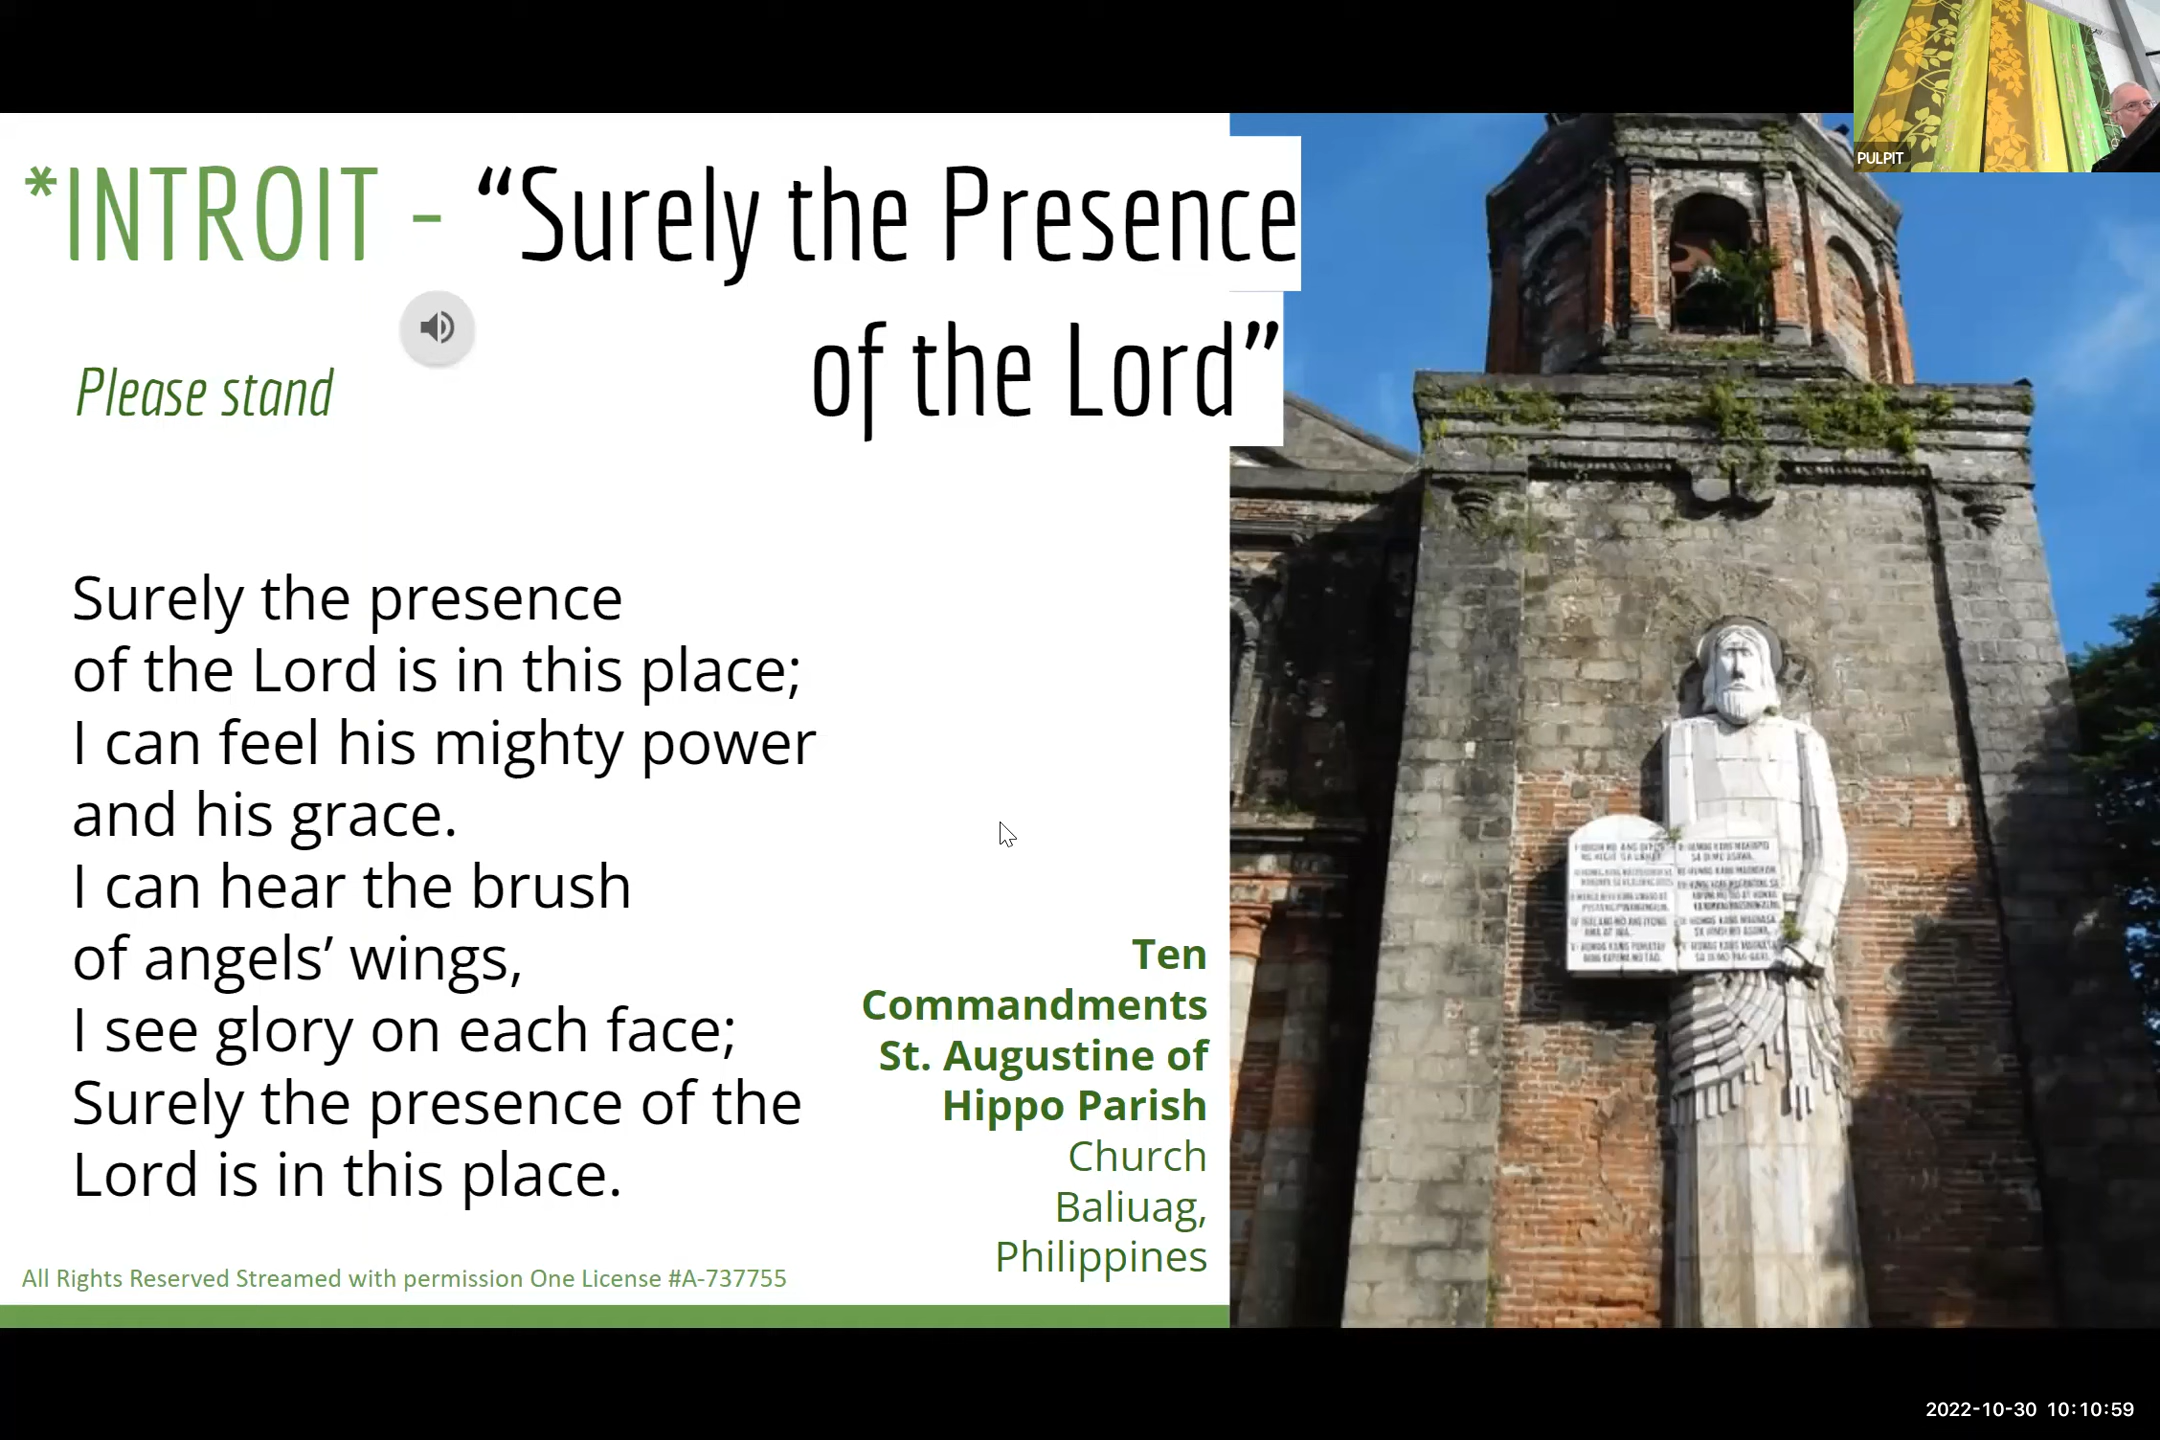 *INTROIT - “Surely the Presence
of the Lord”
Please stand
Surely the presence
of the Lord is in this place;
I can feel his mighty power
and his grace.
I can hear the brush
of angels’ wings,
I see glory on each face;
Surely the presence of the
Lord is in this place.
Ten
Commandments
St. Augustine of
Hippo Parish
Church
Baliuag,
Philippines
All Rights Reserved Streamed with permission One License #A-737755
PULPIT
2022-10-30 10:10:59